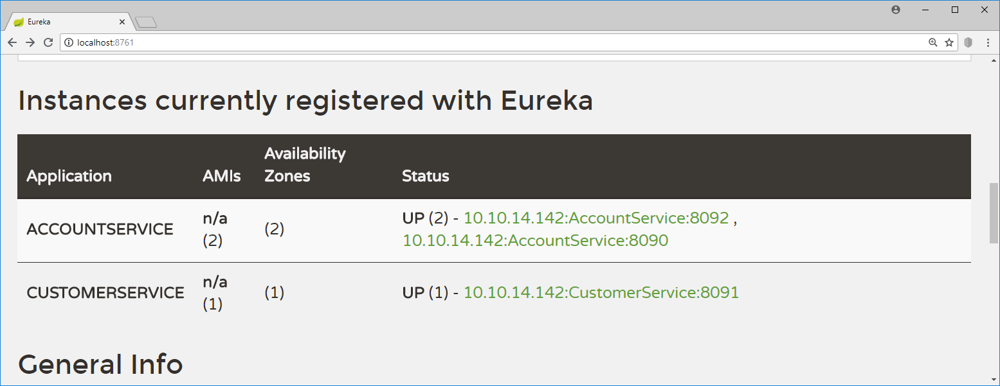 Eureka
localhost:8761
Instances currently registered with Eureka
Application AMIs Availability Zones Status
ACCOUNTSERVICE n/a (2) (2) UP (2) - 10.10.14.142:AccountService:8092 ,
10.10.14.142:AccountService:8090
CUSTOMERSERVICE n/a (1) (1) UP (1) - 10.10.14.142:CustomerService:8091
General Info